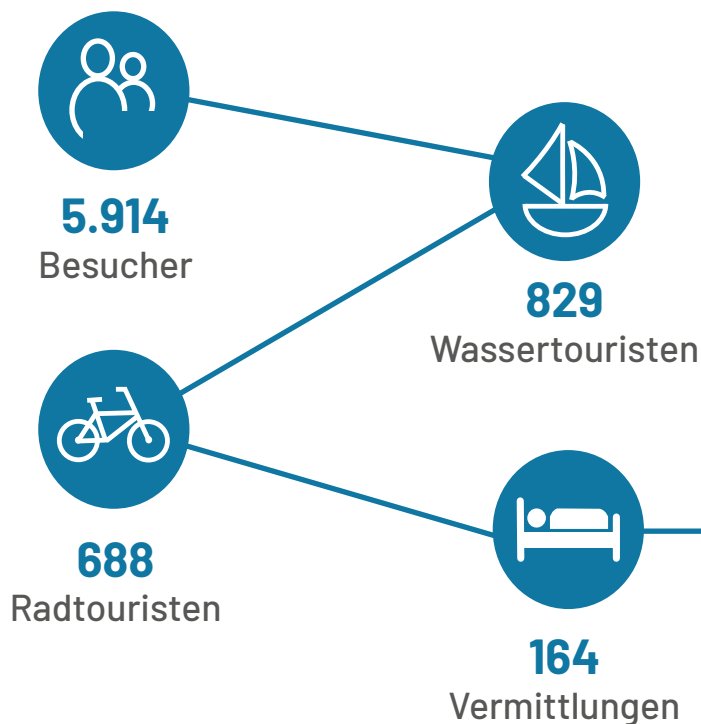 5.914
Besucher
829
Wassertouristen
688
Radtouristen
164
Vermittlungen